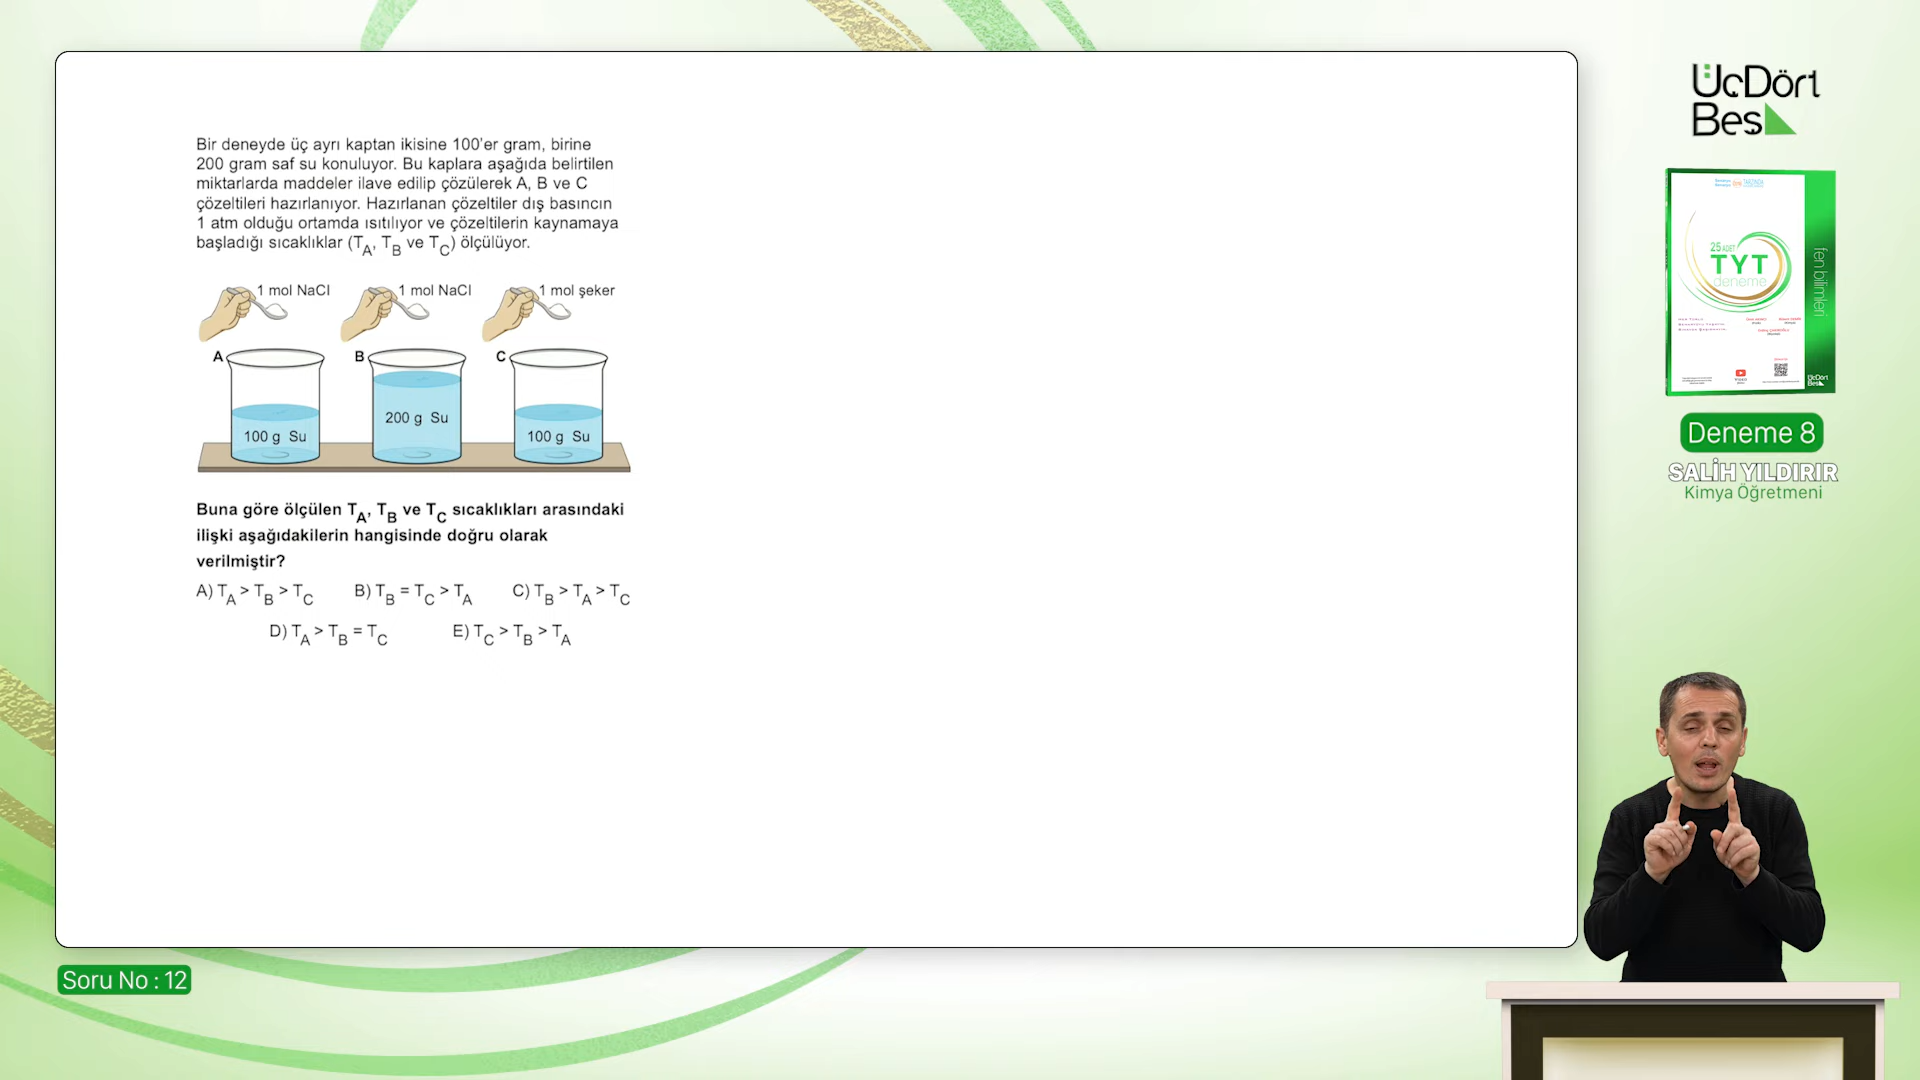 Bir deneyde üç ayrı kaptan ikisine 100'er gram, birine
200 gram saf su konuluyor. Bu kaplara aşağıda belirtilen
miktarlarda maddeler ilave edilip çözülerek A, B ve C
çözeltileri hazırlanıyor. Hazırlanan çözeltiler dış basıncın
1 atm olduğu ortamda ısıtılıyor ve çözeltilerin kaynamaya
başladığı sıcaklıklar (TA, TB ve TC) ölçülüyor.
1 mol NaCl 1 mol NaCl 1 mol şeker
A B C
100 g Su 200 g Su 100 g Su
Buna göre ölçülen TA, TB ve TC sıcaklıkları arasındaki
ilişki aşağıdakilerin hangisinde doğru olarak
verilmiştir?
A) TA > TB > TC B) TB = TC > TA C) TB > TA > TC
D) TA > TB = TC E) TC > TB > TA
Soru No : 12
ÜçDört
Beş
25 ADET
TYT
deneme
fen bilimleri
ÜçDört
Beş
Deneme 8
SALİH YILDIRIR
Kimya Öğretmeni